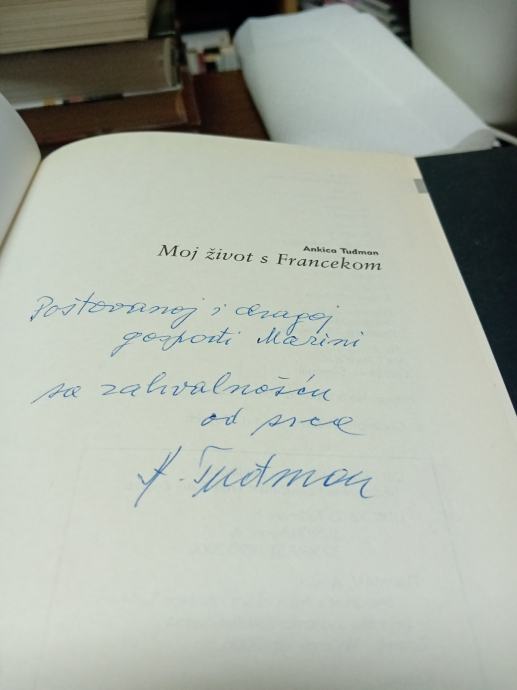 Ankica Tuđman
Moj život s Francekom
Poštovanoj i dragoj
gospođi Marini
sa zahvalnošću
od srca
A. Tuđman